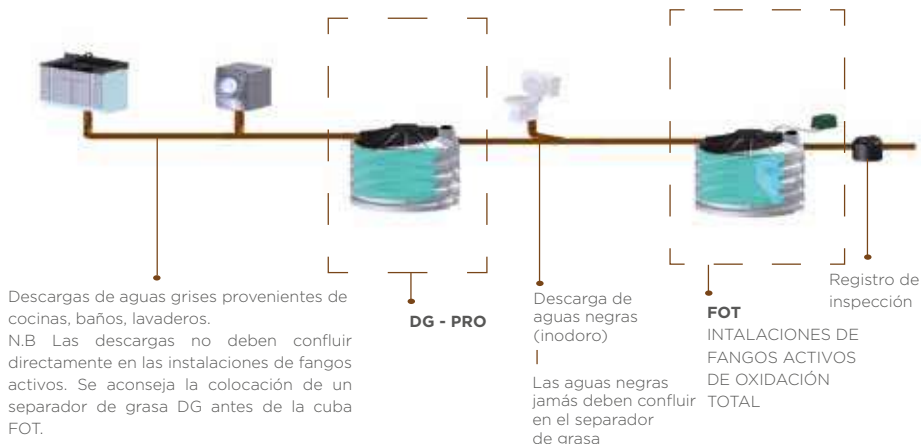 Descargas de aguas grises provenientes de
cocinas, baños, lavaderos.
N.B Las descargas no deben confluir
directamente en las instalaciones de fangos
activos. Se aconseja la colocación de un
separador de grasa DG antes de la cuba
FOT.
DG - PRO
Descarga de
aguas negras
(inodoro)
Las aguas negras
jamás deben confluir
en el separador
de grasa
FOT
INTALACIONES DE
FANGOS ACTIVOS
DE OXIDACIÓN
TOTAL
Registro de
inspección